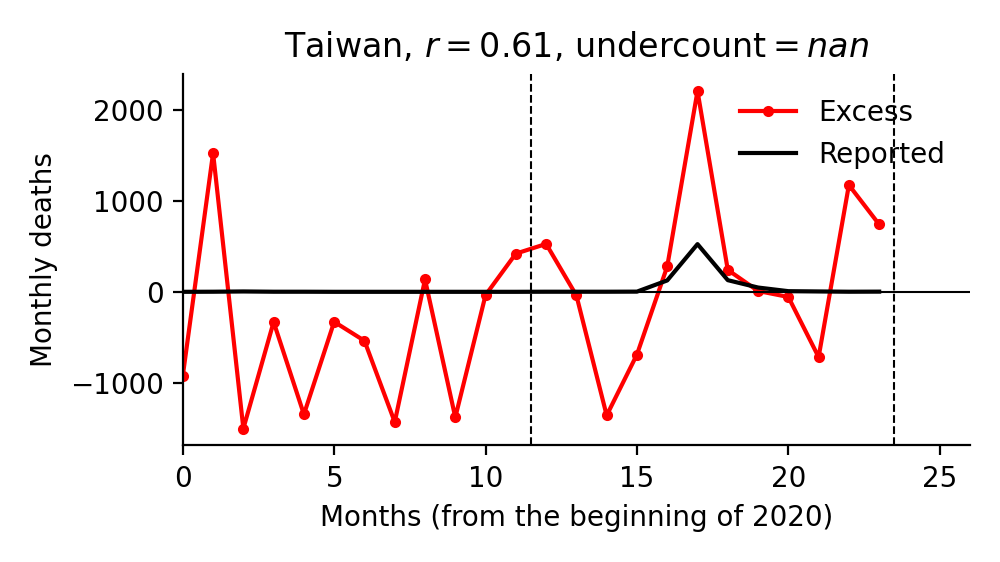 Taiwan, r = 0.61, undercount = nan
2000
1000
0
−1000
Monthly deaths
Excess
Reported
0 5 10 15 20 25
Months (from the beginning of 2020)